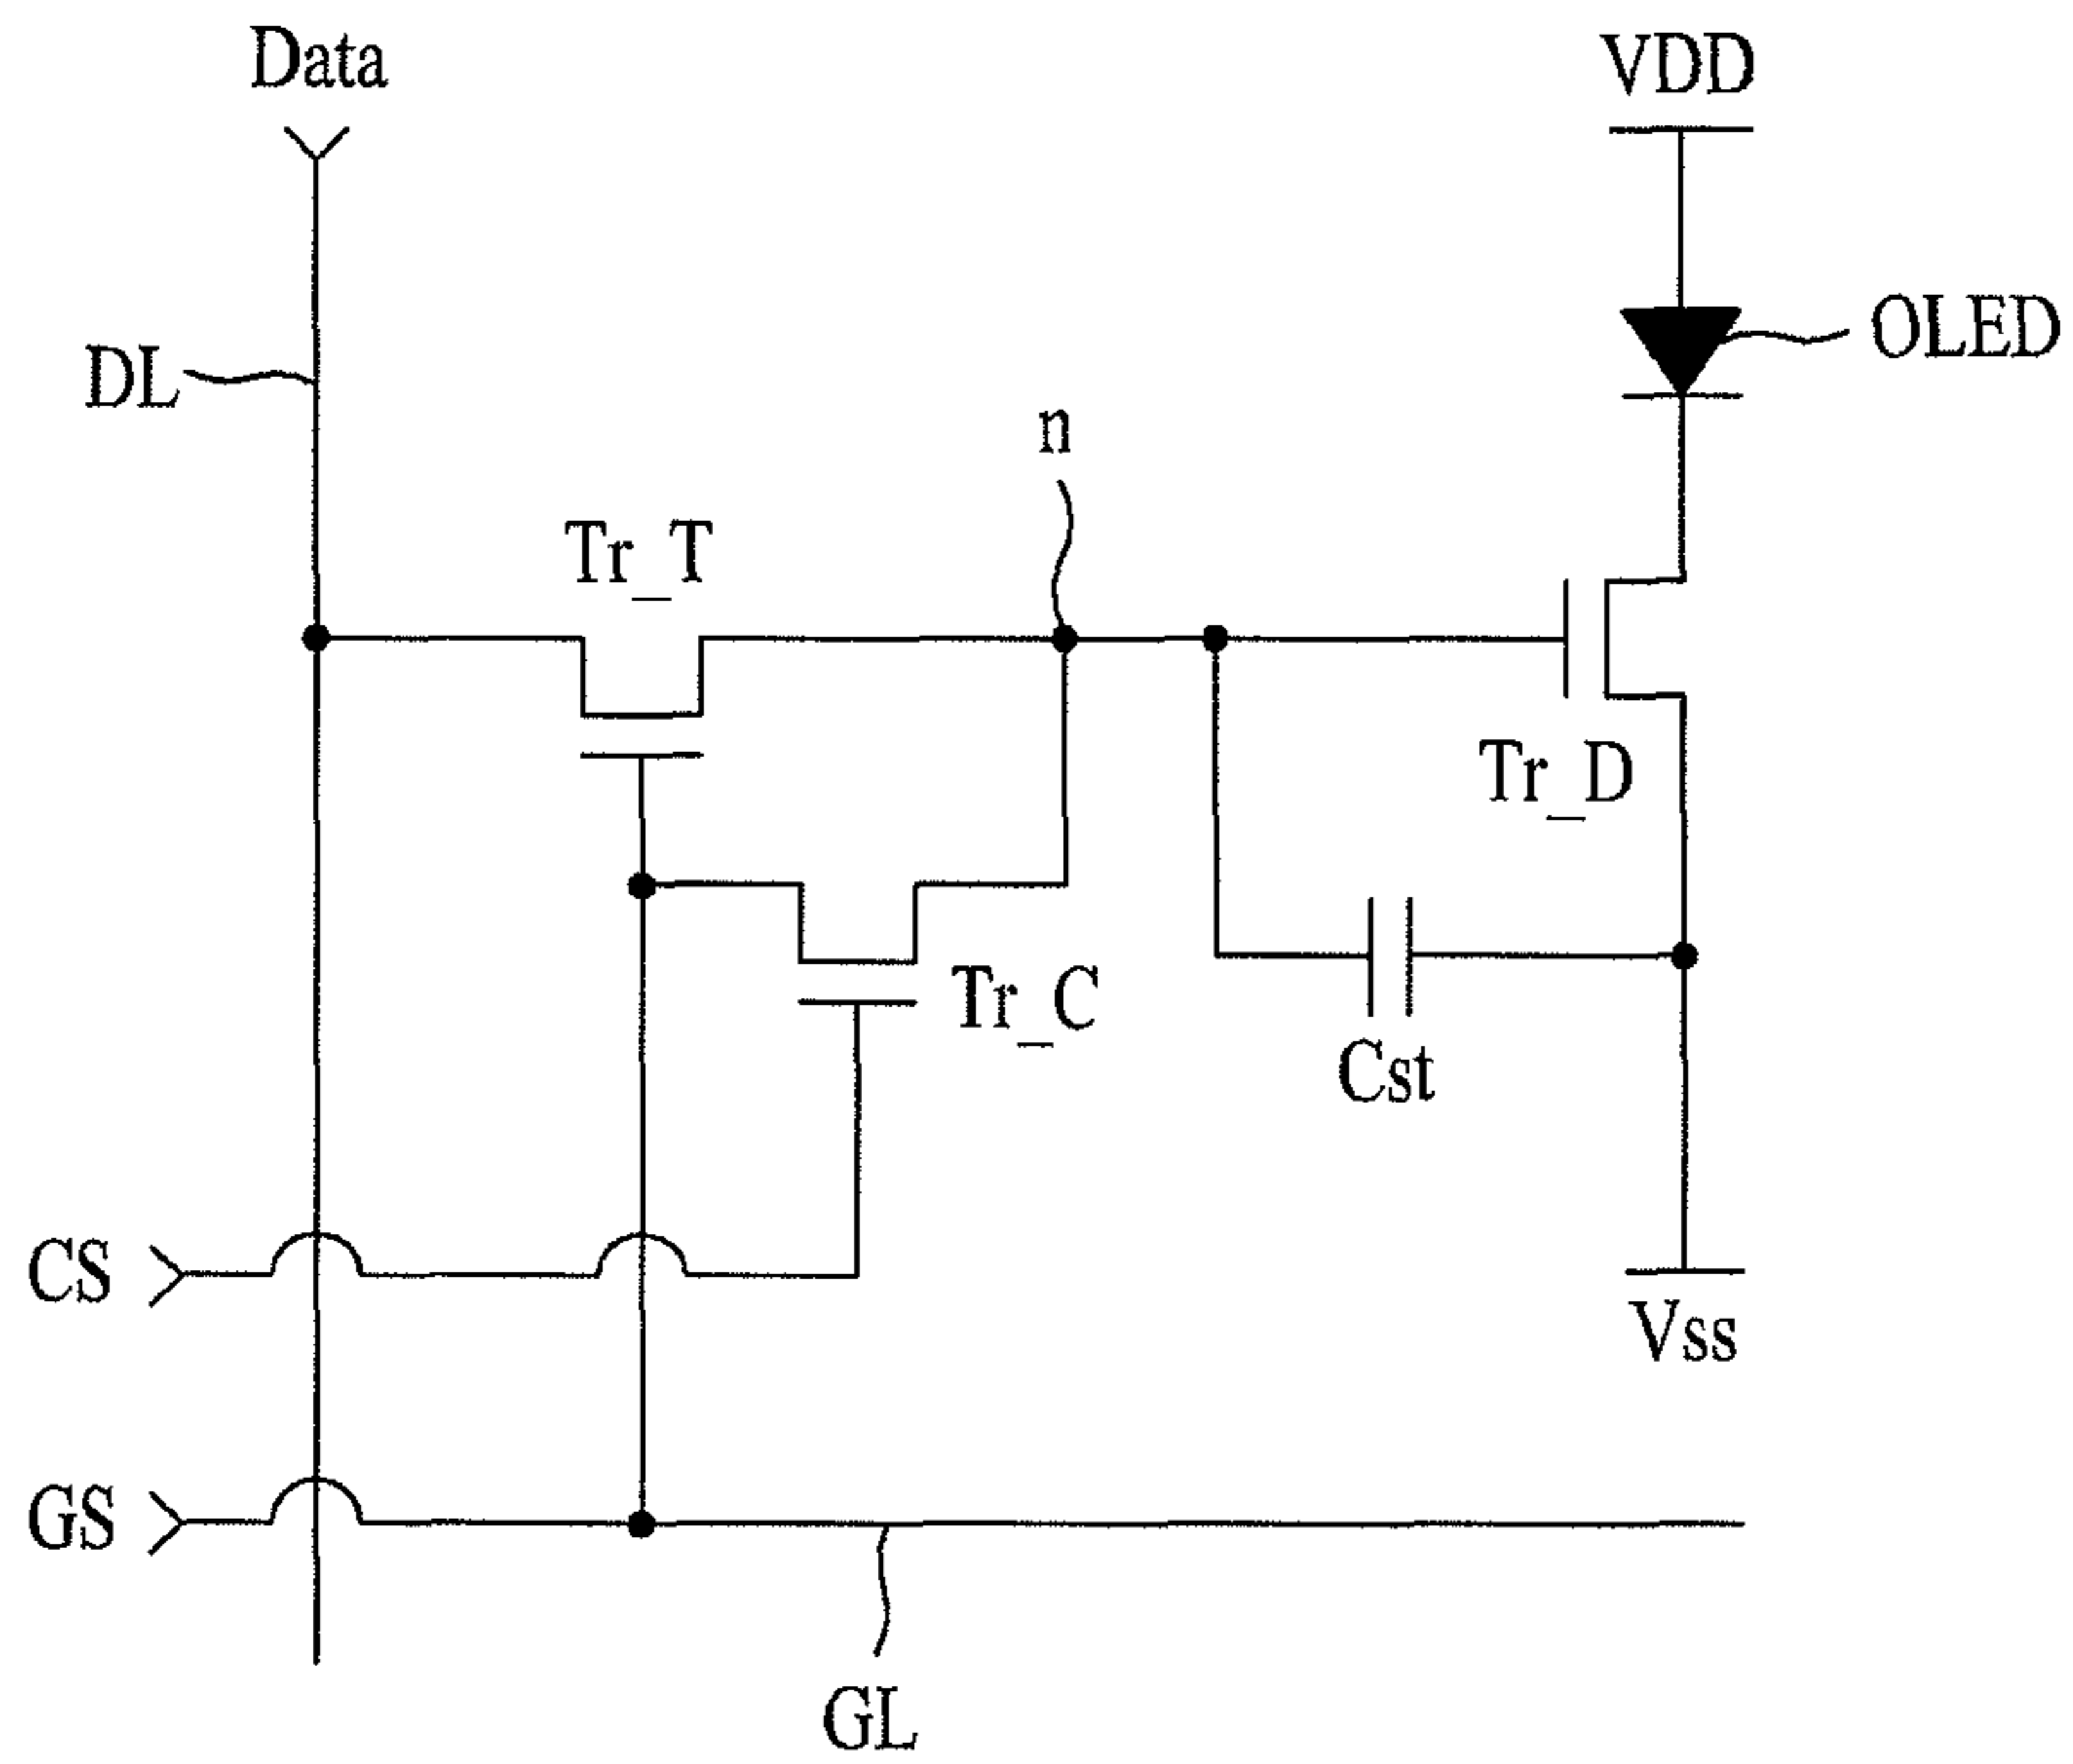 Data
VDD
OLED
DL
n
Tr_T
Tr_D
Tr_C
Cst
CS
Vss
GS
GL